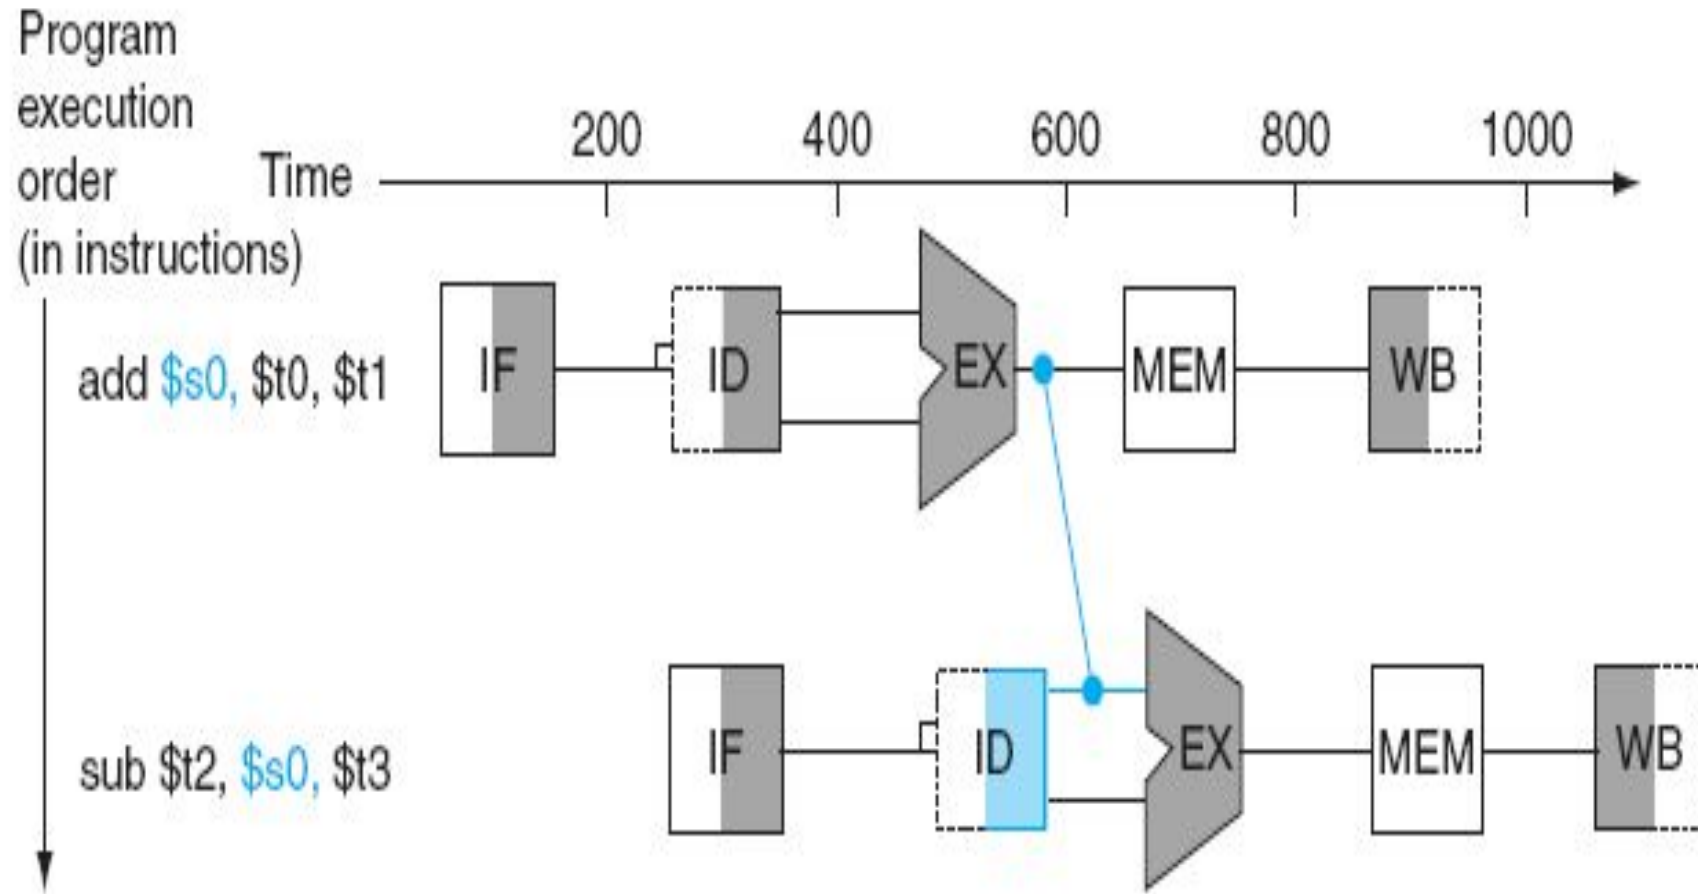 Program
execution
order
(in instructions)
Time
200 400 600 800 1000
add $s0, $t0, $t1
IF ID EX MEM WB
sub $t2, $s0, $t3
IF ID EX MEM WB